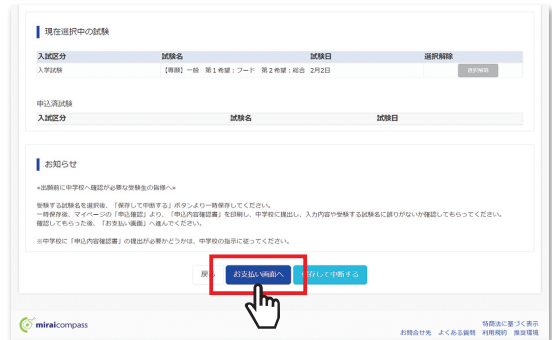 現在選択中の試験
入試区分 試験名 試験日 選択解除
入学試験 【専願】一般 第1希望：フード 第2希望：総合 2月2日 選択解除
申込済試験
入試区分 試験名 試験日
お知らせ
*出願前に中学校へ確認が必要な受験生の皆様へ*
受験する試験名を選択後、「保存して中断する」ボタンより一時保存してください。
一時保存後、マイページの「申込確認」より、「申込内容確認書」を印刷し、中学校に提出し、入力内容や受験する試験名に誤りがないか確認してもらってください。
確認してもらった後、「お支払い画面」へ進んでください。
※中学校に「申込内容確認書」の提出が必要かどうかは、中学校の指示に従ってください。
戻る お支払い画面へ 保存して中断する
miraicompass
特商法に基づく表示
お問合せ先 よくある質問 利用規約 推奨環境